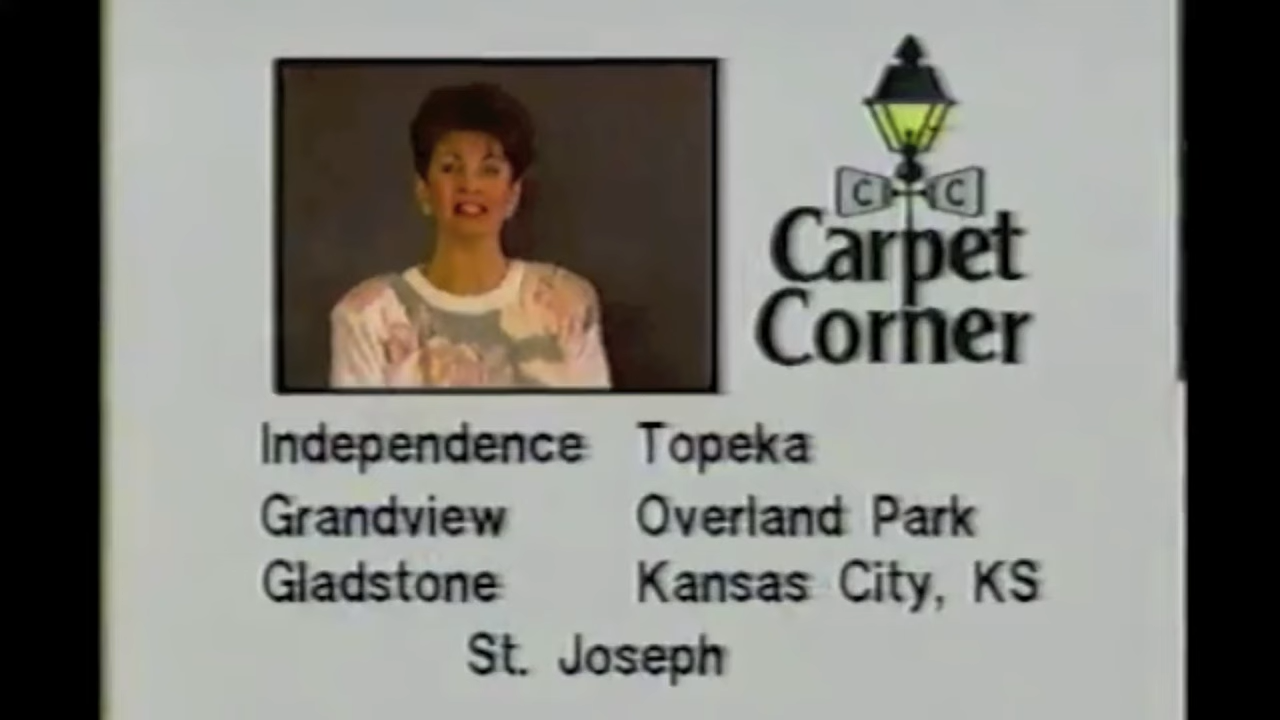 C C
Carpet
Corner
Independence Topeka
Grandview Overland Park
Gladstone Kansas City, KS
St. Joseph